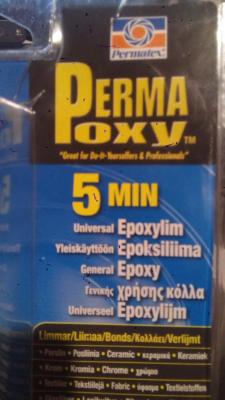 Permatex
PERMA
OXY™
"Great for Do-It-Yourselfers & Professionals"
5 MIN
Universal Epoxylim
Yleiskäyttöön Epoksiliima
General Epoxy
Γενικής χρήσης κόλλα
Universeel Epoxylijm
Limmar/Liimaa/Bonds/Κολλάει/Verlijmt
• Porslin • Posliinia • Ceramic • κεραμικά • Keramiek
• Krom • Kromia • Chrome • χρώμιο
• Textilier • Tekstiilejä • Fabric • ύφασμα • Textielstoffen